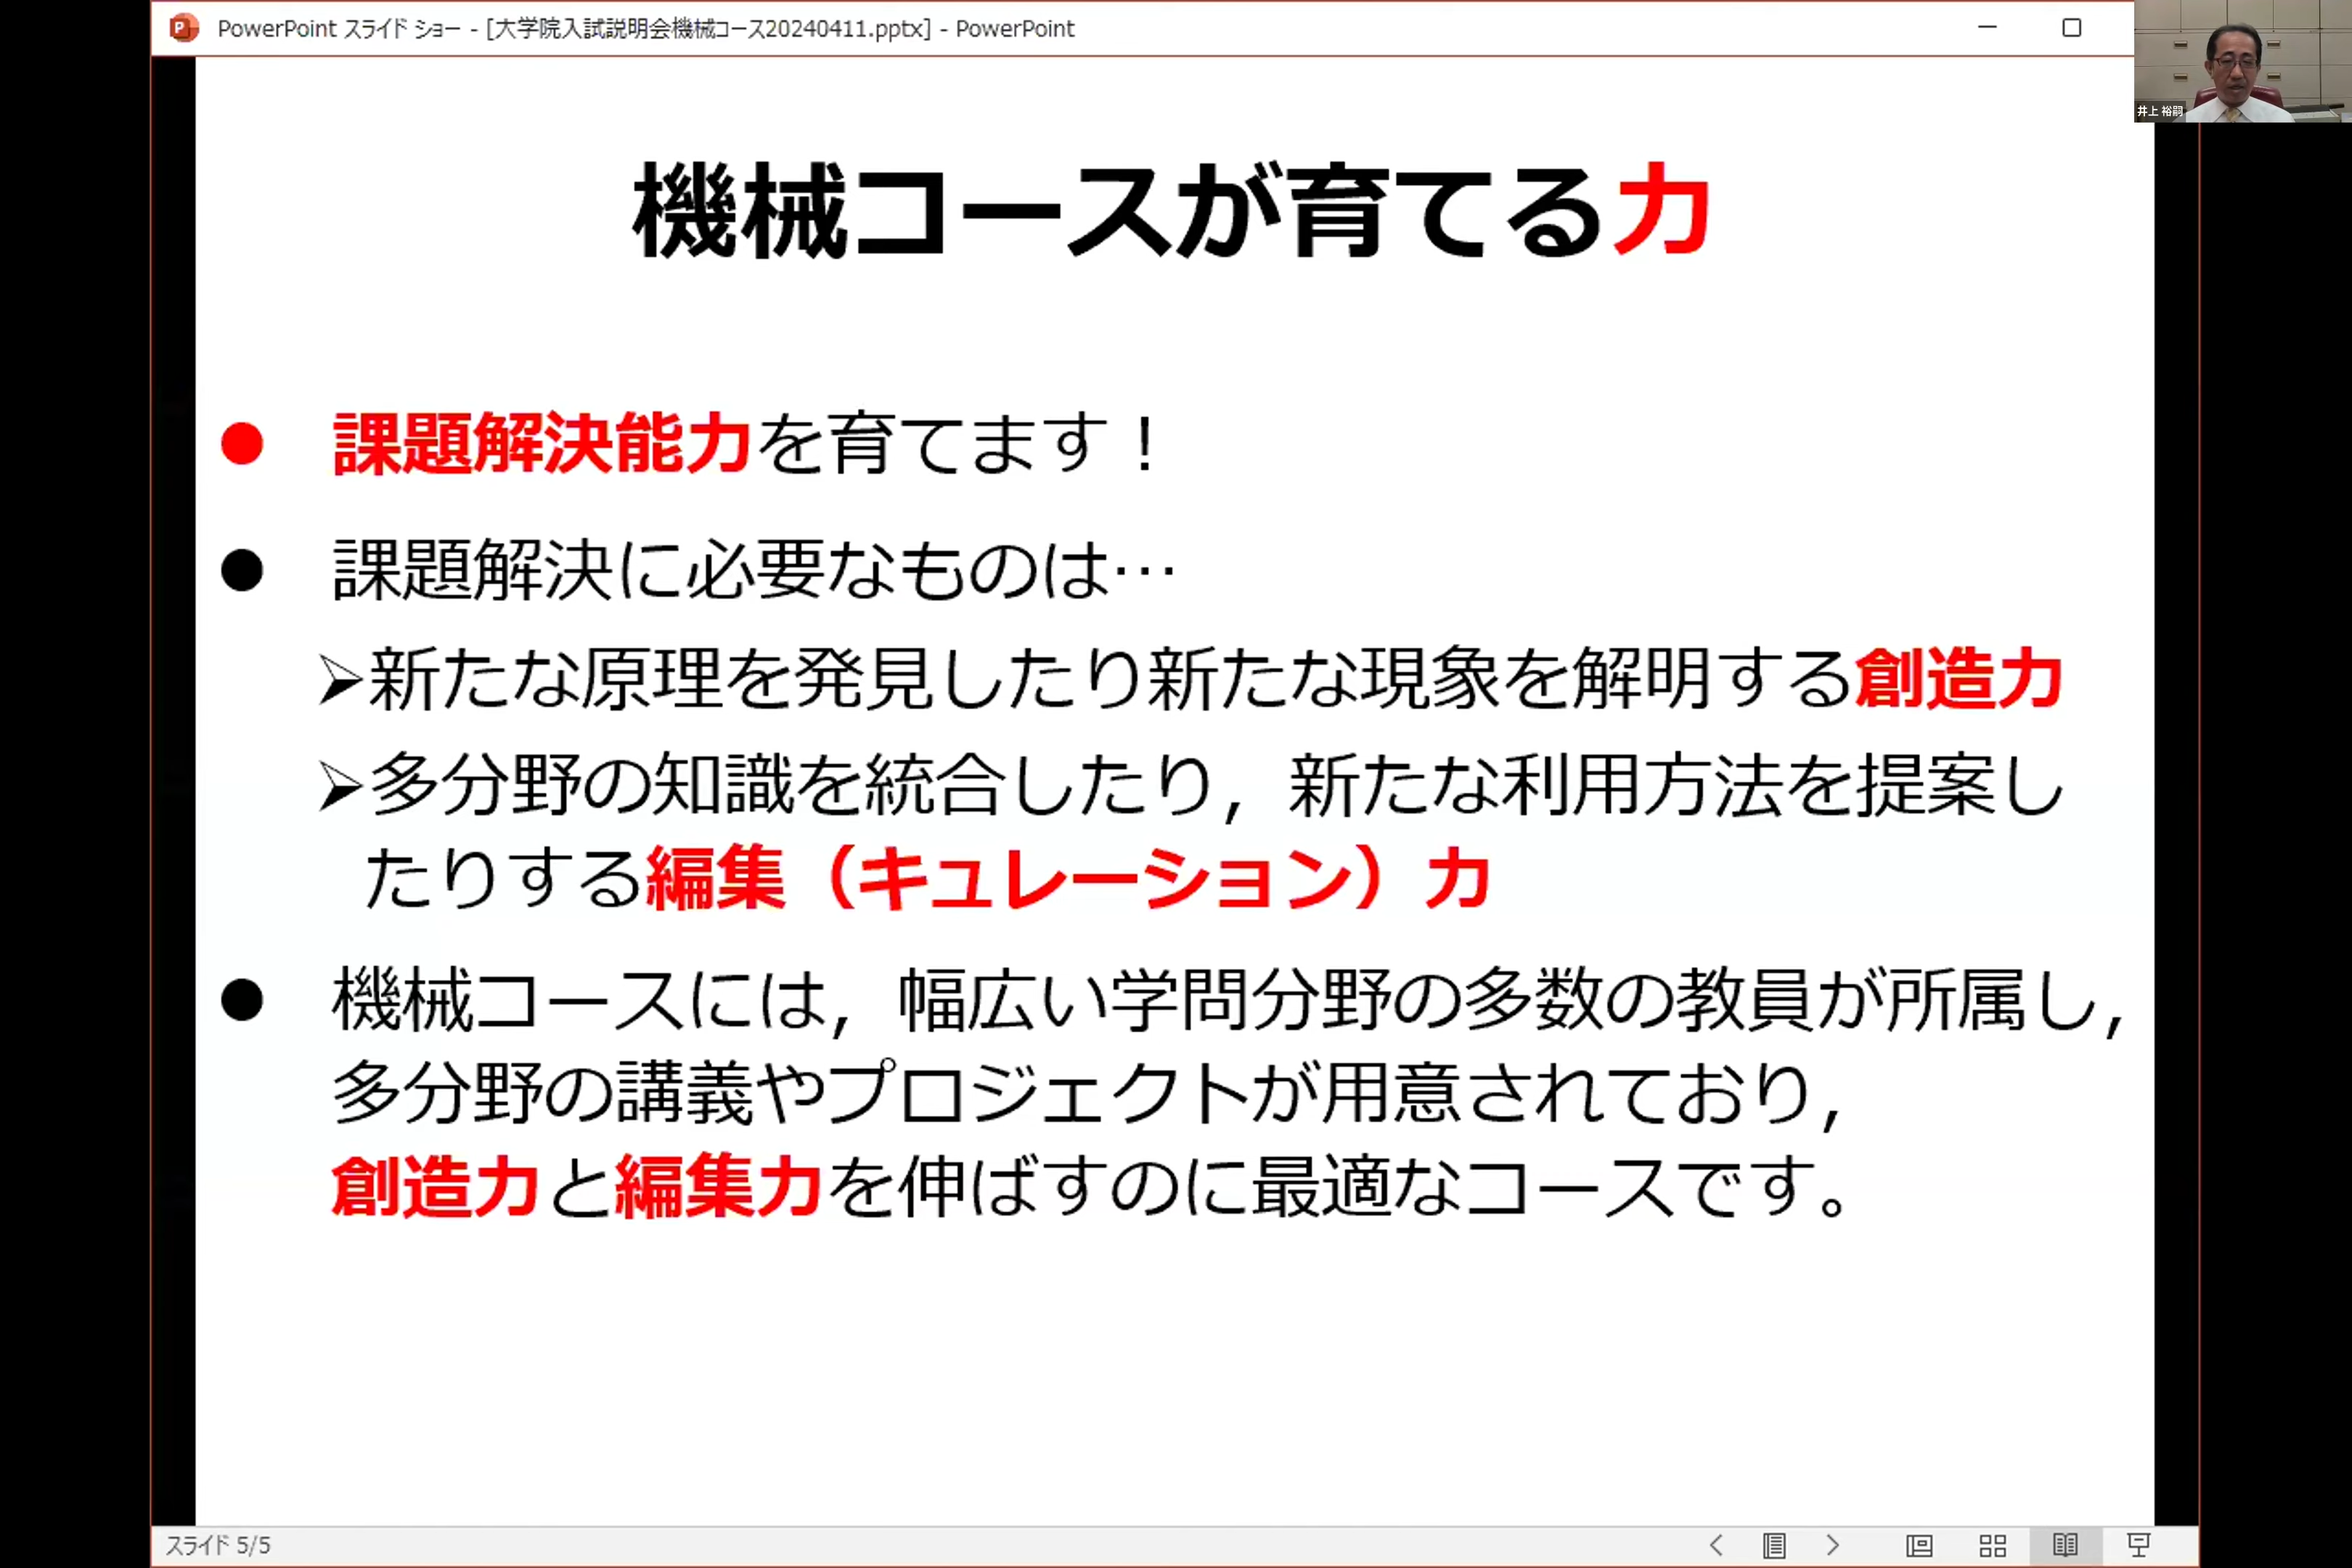 PowerPoint スライド ショー - [大学院入試説明会機械コース20240411.pptx] - PowerPoint
井上 裕嗣
機械コースが育てる力
● 課題解決能力を育てます！
● 課題解決に必要なものは…
➢新たな原理を発見したり新たな現象を解明する創造力
➢多分野の知識を統合したり，新たな利用方法を提案し
たりする編集（キュレーション）力
● 機械コースには，幅広い学問分野の多数の教員が所属し，
多分野の講義やプロジェクトが用意されており，
創造力と編集力を伸ばすのに最適なコースです。
スライド 5/5